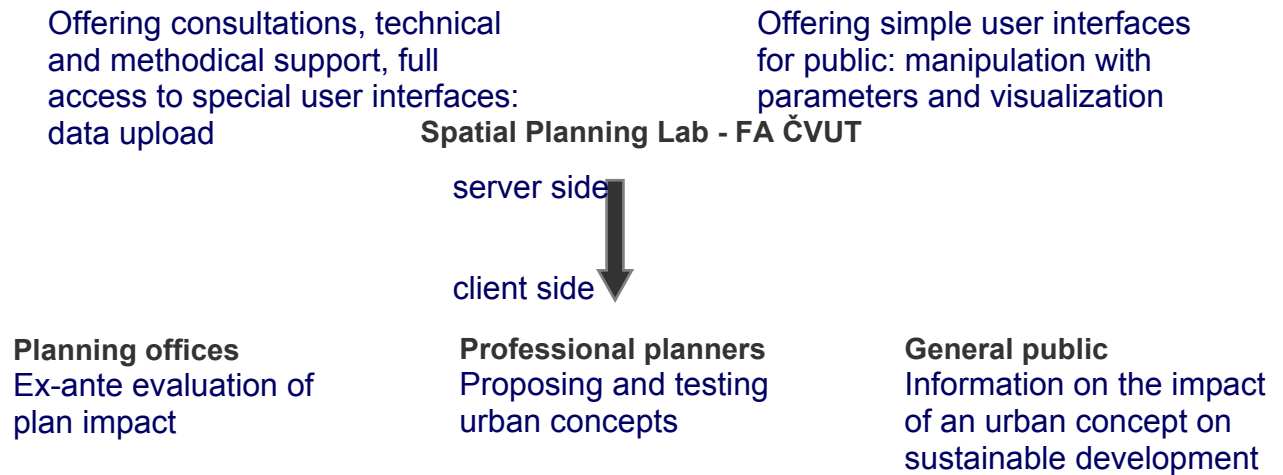 Offering consultations, technical
and methodical support, full
access to special user interfaces:
data upload
Offering simple user interfaces
for public: manipulation with
parameters and visualization
Spatial Planning Lab - FA ČVUT
server side
client side
Planning offices
Ex-ante evaluation of
plan impact
Professional planners
Proposing and testing
urban concepts
General public
Information on the impact
of an urban concept on
sustainable development